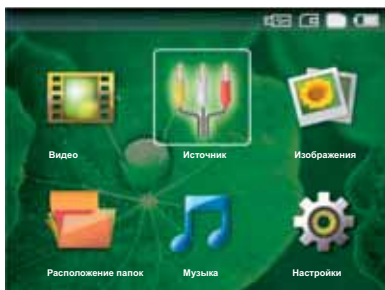 Видео
Источник
Изображения
Расположение папок
Музыка
Настройки